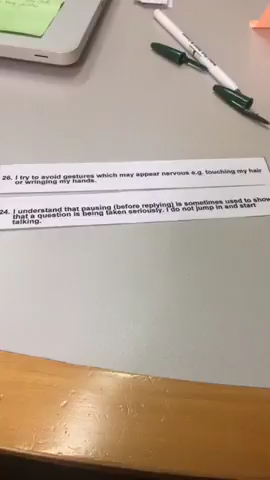 26. I try to avoid gestures which may appear nervous e.g. touching my hair
or wringing my hands.
24. I understand that pausing (before replying) is sometimes used to show
that a question is being taken seriously. I do not jump in and start
talking.